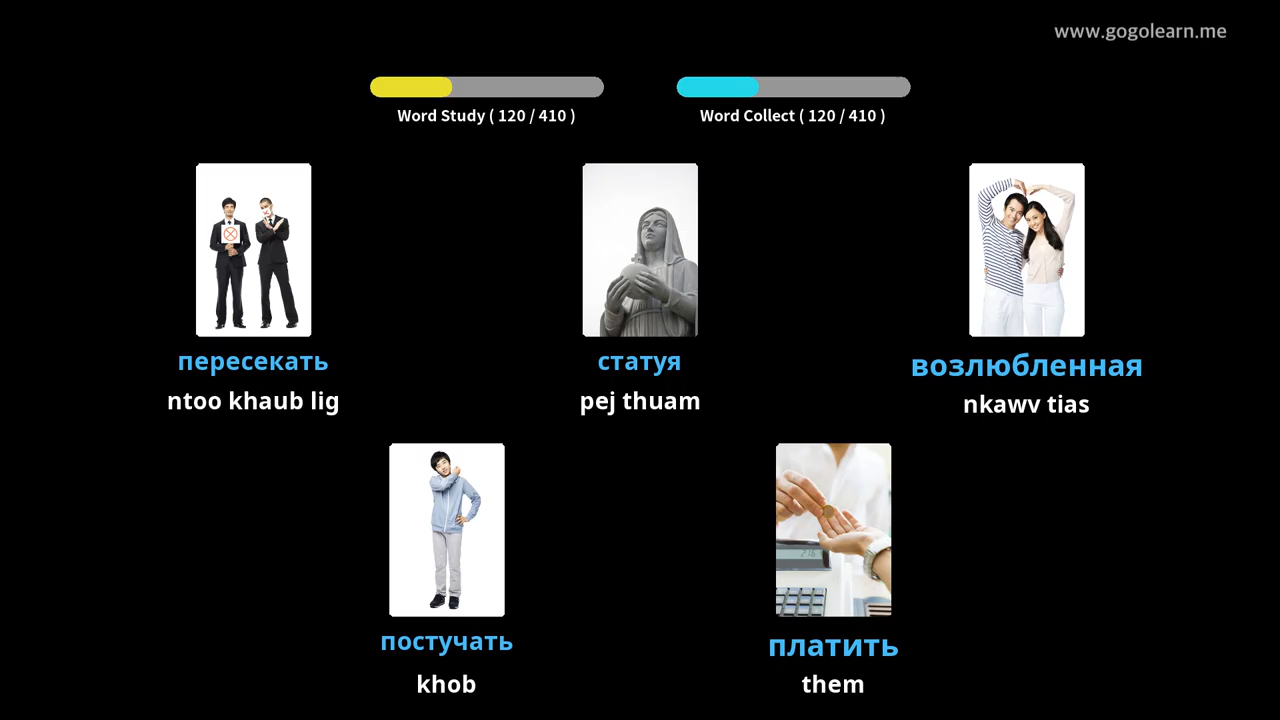 www.gogolearn.me
Word Study ( 120 / 410 )
Word Collect ( 120 / 410 )
пересекать
ntoo khaub lig
статуя
pej thuam
возлюбленная
nkawv tias
постучать
khob
платить
them